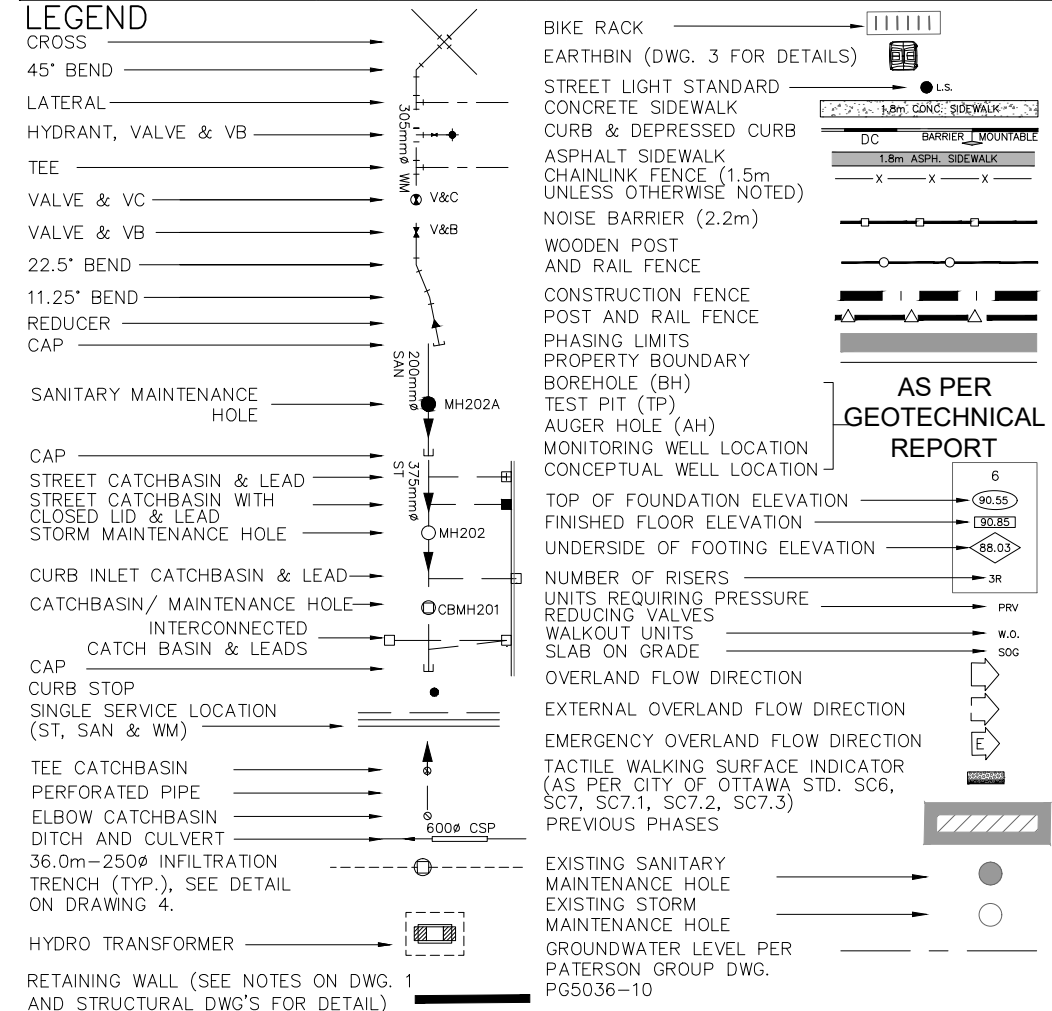 LEGEND
CROSS
45° BEND
LATERAL
305mmø WM
HYDRANT, VALVE & VB
TEE
VALVE & VC
V&C
VALVE & VB
V&B
22.5° BEND
11.25° BEND
REDUCER
CAP
200mmø
SAN
SANITARY MAINTENANCE
HOLE
MH202A
CAP
375mmø
ST
STREET CATCHBASIN & LEAD
STREET CATCHBASIN WITH
CLOSED LID & LEAD
STORM MAINTENANCE HOLE
MH202
CURB INLET CATCHBASIN & LEAD
CATCHBASIN/ MAINTENANCE HOLE
CBMH201
INTERCONNECTED
CATCH BASIN & LEADS
CAP
CURB STOP
SINGLE SERVICE LOCATION
(ST, SAN & WM)
TEE CATCHBASIN
PERFORATED PIPE
ELBOW CATCHBASIN
DITCH AND CULVERT
600ø CSP
36.0m-250ø INFILTRATION
TRENCH (TYP.), SEE DETAIL
ON DRAWING 4.
HYDRO TRANSFORMER
RETAINING WALL (SEE NOTES ON DWG. 1
AND STRUCTURAL DWG'S FOR DETAIL)
BIKE RACK
EARTHBIN (DWG. 3 FOR DETAILS)
STREET LIGHT STANDARD
L.S.
CONCRETE SIDEWALK
1.8m CONC. SIDEWALK
CURB & DEPRESSED CURB
DC
BARRIER
MOUNTABLE
ASPHALT SIDEWALK
1.8m ASPH. SIDEWALK
CHAINLINK FENCE (1.5m
UNLESS OTHERWISE NOTED)
X X X
NOISE BARRIER (2.2m)
WOODEN POST
AND RAIL FENCE
CONSTRUCTION FENCE
POST AND RAIL FENCE
PHASING LIMITS
PROPERTY BOUNDARY
BOREHOLE (BH)
TEST PIT (TP)
AUGER HOLE (AH)
MONITORING WELL LOCATION
CONCEPTUAL WELL LOCATION
AS PER
GEOTECHNICAL
REPORT
6
TOP OF FOUNDATION ELEVATION
90.55
FINISHED FLOOR ELEVATION
90.85
UNDERSIDE OF FOOTING ELEVATION
88.03
NUMBER OF RISERS
3R
UNITS REQUIRING PRESSURE
REDUCING VALVES
PRV
WALKOUT UNITS
W.O.
SLAB ON GRADE
SOG
OVERLAND FLOW DIRECTION
EXTERNAL OVERLAND FLOW DIRECTION
EMERGENCY OVERLAND FLOW DIRECTION
E
TACTILE WALKING SURFACE INDICATOR
(AS PER CITY OF OTTAWA STD. SC6,
SC7, SC7.1, SC7.2, SC7.3)
PREVIOUS PHASES
EXISTING SANITARY
MAINTENANCE HOLE
EXISTING STORM
MAINTENANCE HOLE
GROUNDWATER LEVEL PER
PATERSON GROUP DWG.
PG5036-10